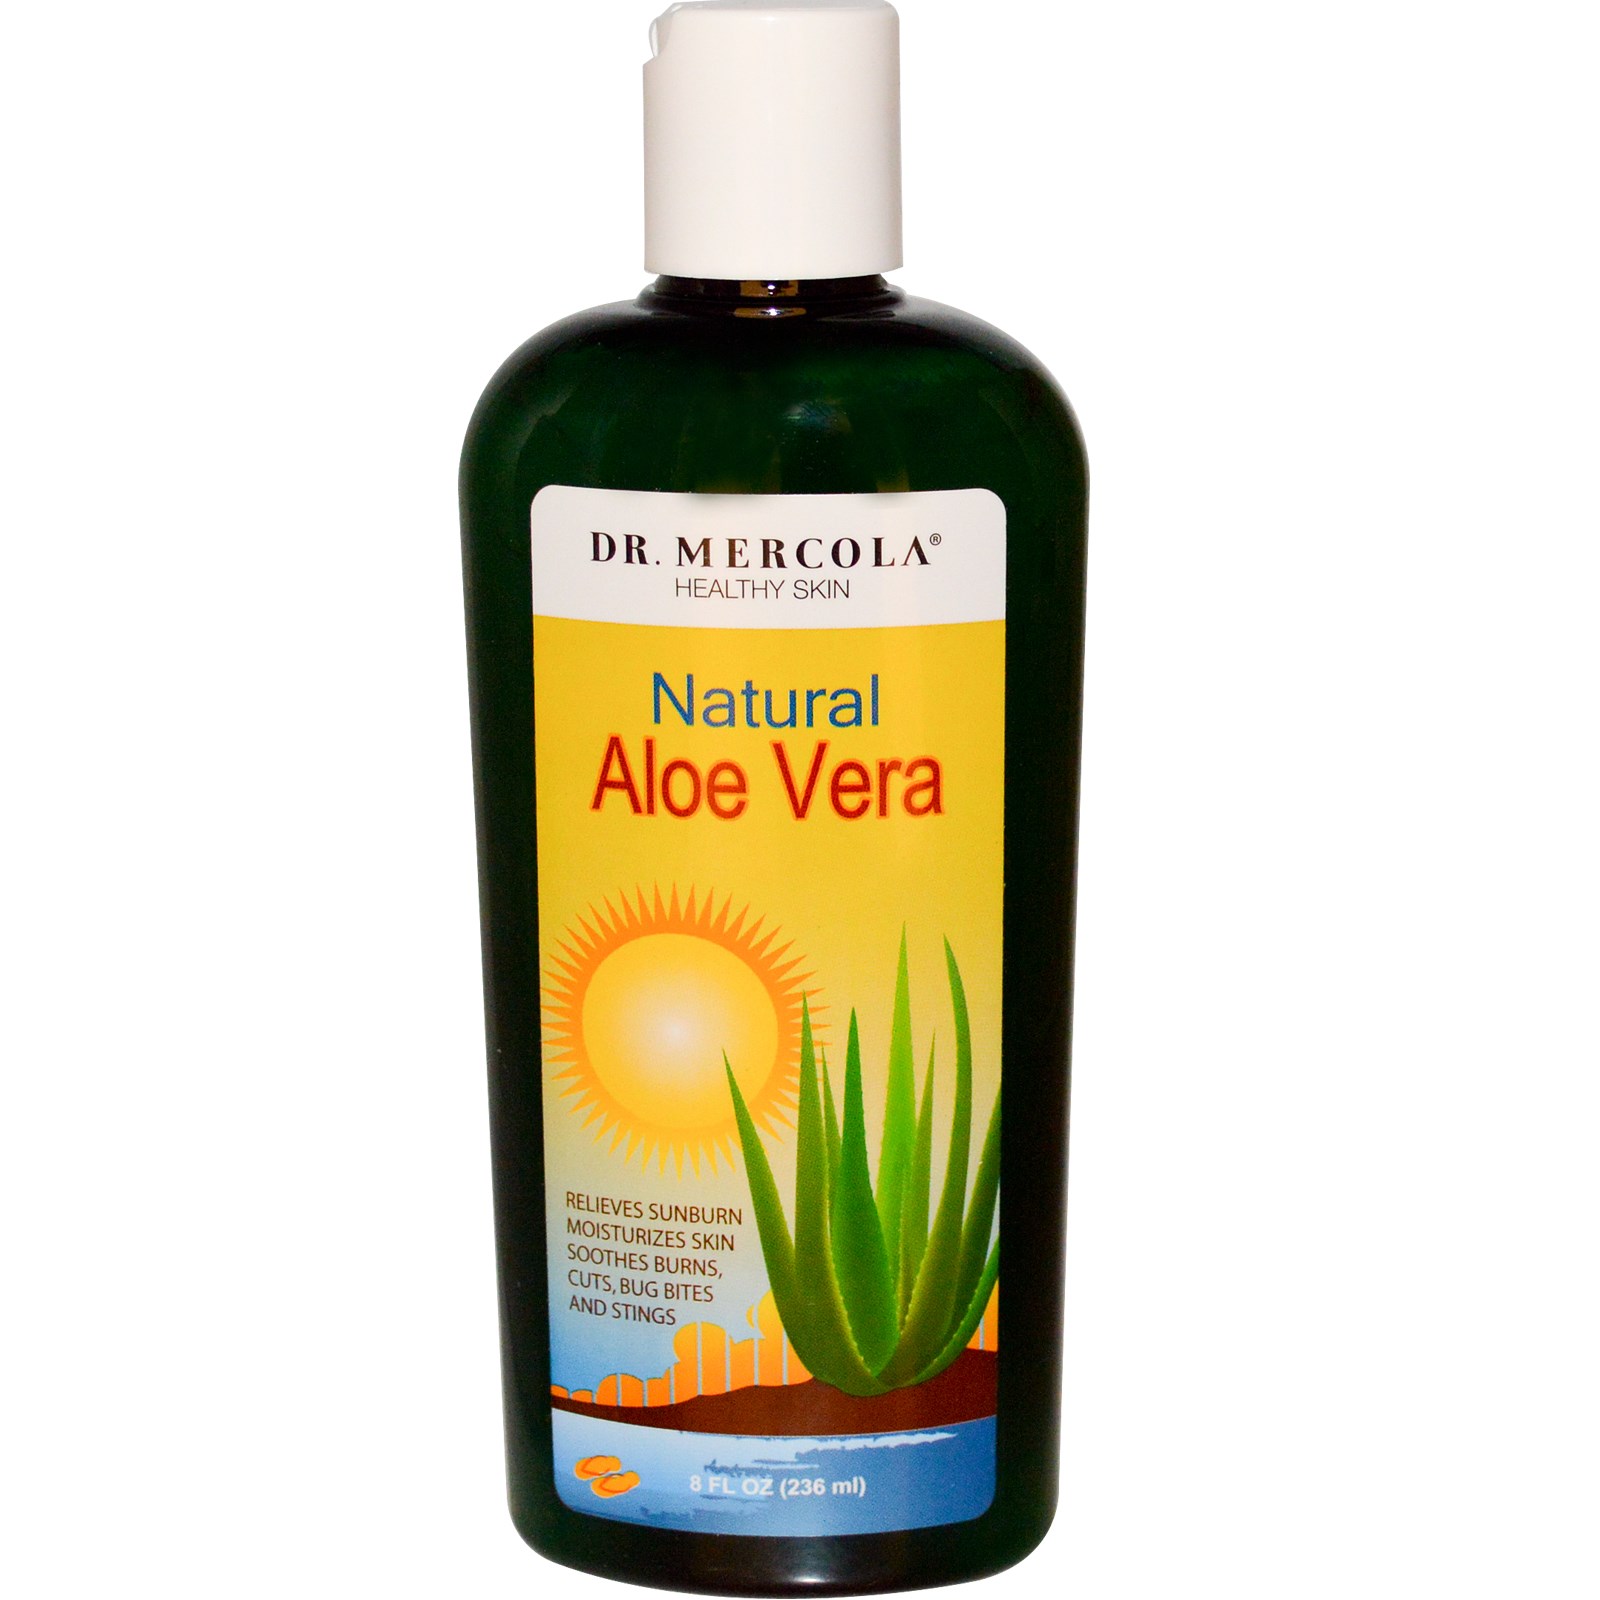 DR. MERCOLA®
HEALTHY SKIN
Natural
Aloe Vera
RELIEVES SUNBURN
MOISTURIZES SKIN
SOOTHES BURNS,
CUTS, BUG BITES
AND STINGS
8 FL OZ (236 ml)